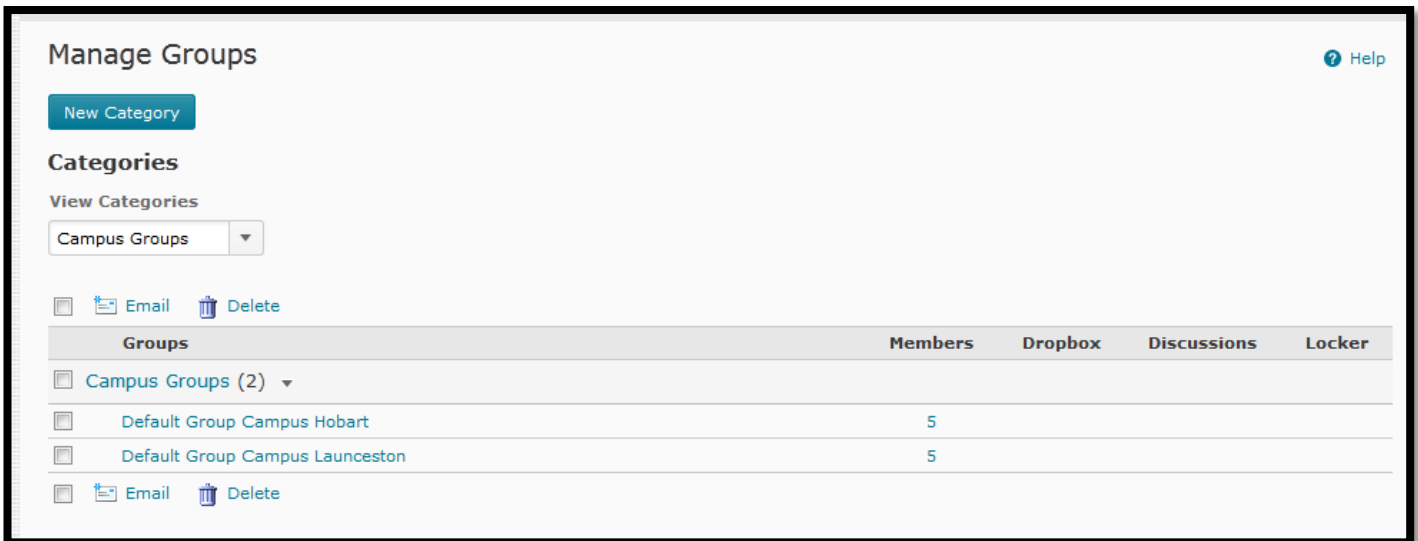 Manage Groups
Help
New Category
Categories
View Categories
Campus Groups
Email Delete
Groups Members Dropbox Discussions Locker
Campus Groups (2)
Default Group Campus Hobart 5
Default Group Campus Launceston 5
Email Delete